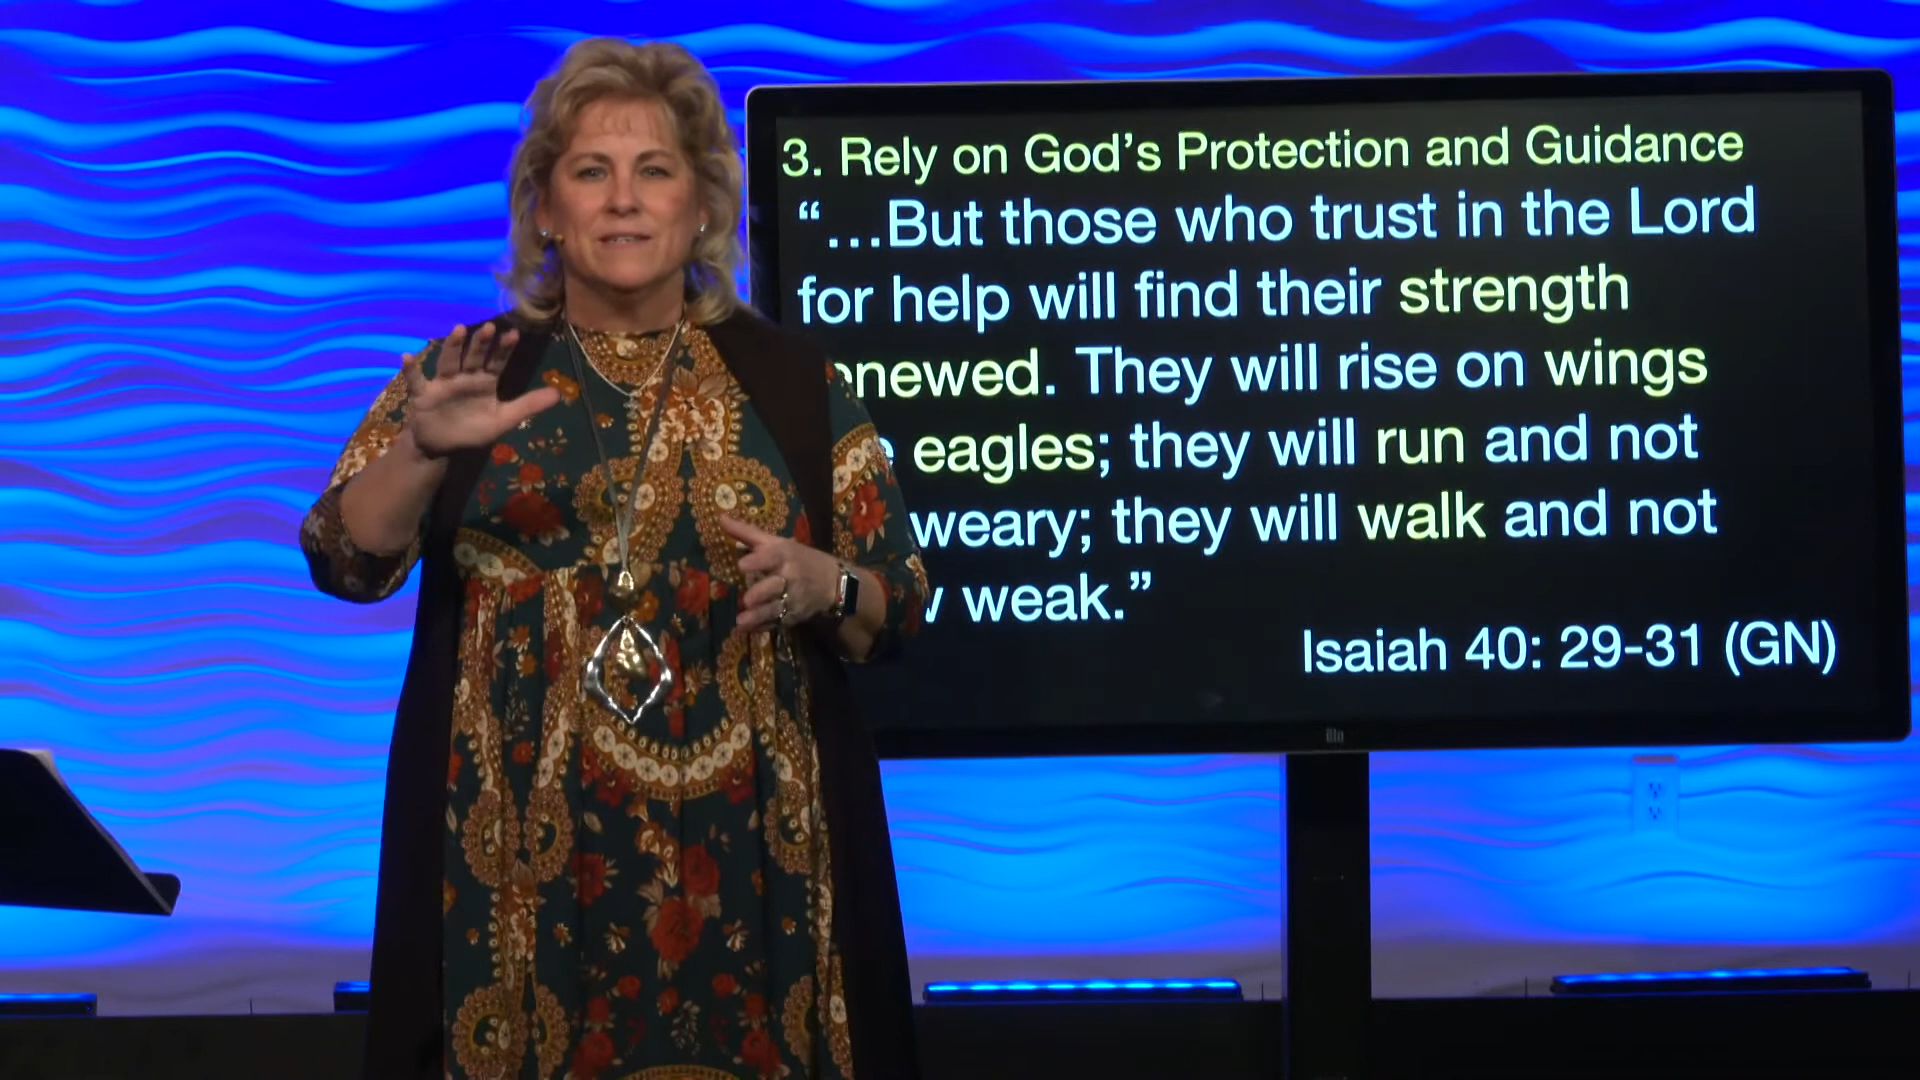 3. Rely on God’s Protection and Guidance
“…But those who trust in the Lord
for help will find their strength
enewed. They will rise on wings
eagles; they will run and not
weary; they will walk and not
weak.”
Isaiah 40: 29-31 (GN)
elo